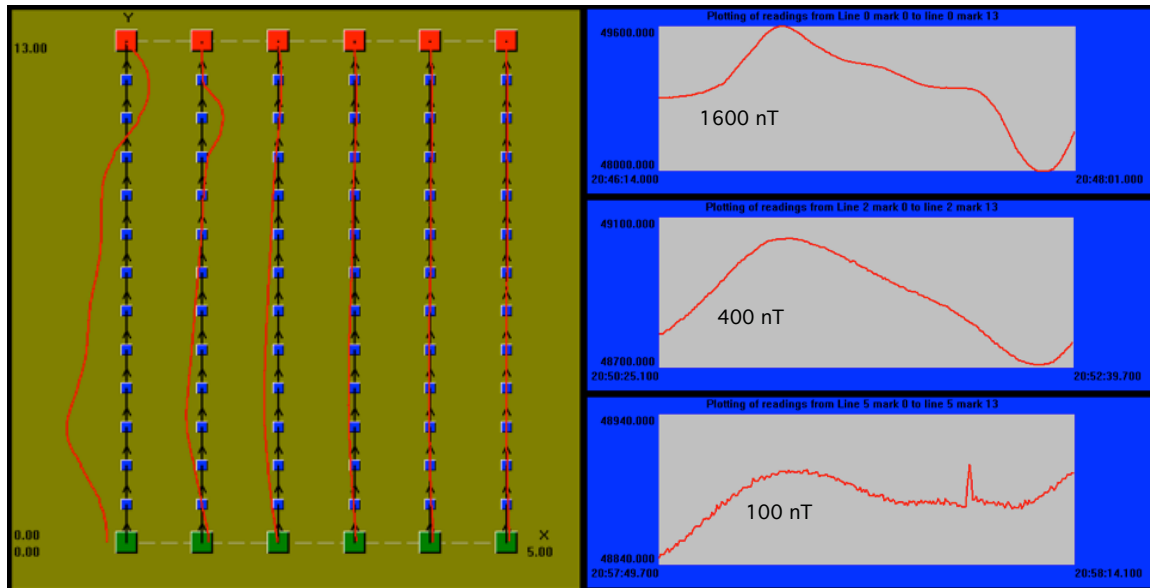 Y
13.00
0.00
0.00
X
5.00
Plotting of readings from Line 0 mark 0 to line 0 mark 13
49600.000
1600 nT
48000.000
20:46:14.000
20:48:01.000
Plotting of readings from Line 2 mark 0 to line 2 mark 13
49100.000
400 nT
48700.000
20:50:25.100
20:52:39.700
Plotting of readings from Line 5 mark 0 to line 5 mark 13
48940.000
100 nT
48840.000
20:57:49.700
20:58:14.100